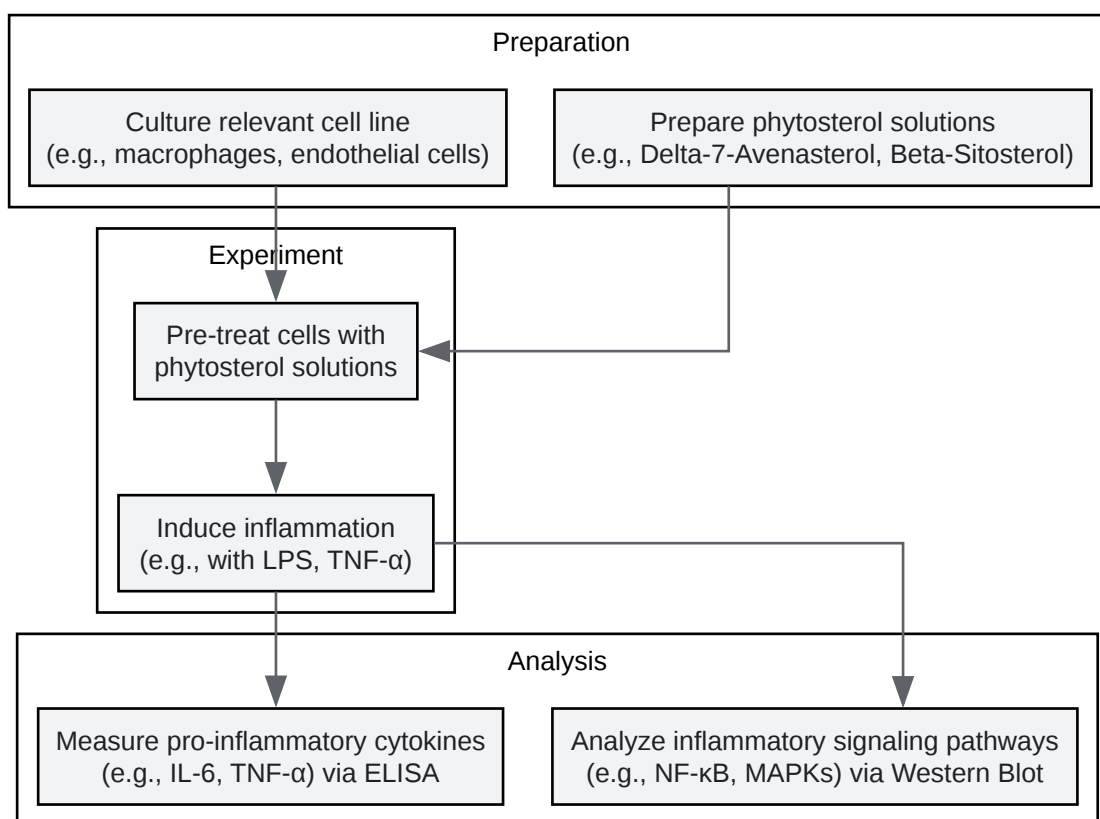 Preparation
Culture relevant cell line
(e.g., macrophages, endothelial cells)
Prepare phytosterol solutions
(e.g., Delta-7-Avenasterol, Beta-Sitosterol)
Experiment
Pre-treat cells with
phytosterol solutions
Induce inflammation
(e.g., with LPS, TNF-α)
Analysis
Measure pro-inflammatory cytokines
(e.g., IL-6, TNF-α) via ELISA
Analyze inflammatory signaling pathways
(e.g., NF-κB, MAPKs) via Western Blot